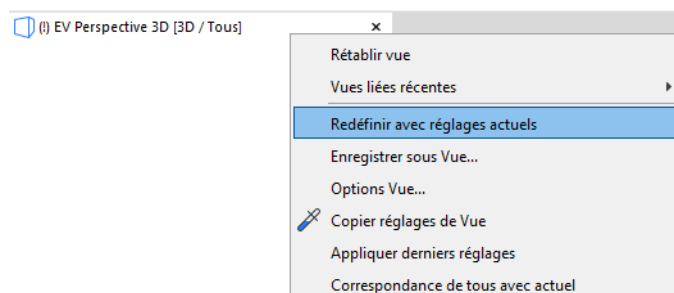 (!) EV Perspective 3D [3D / Tous]
Rétablir vue
Vues liées récentes
Redéfinir avec réglages actuels
Enregistrer sous Vue...
Options Vue...
Copier réglages de Vue
Appliquer derniers réglages
Correspondance de tous avec actuel